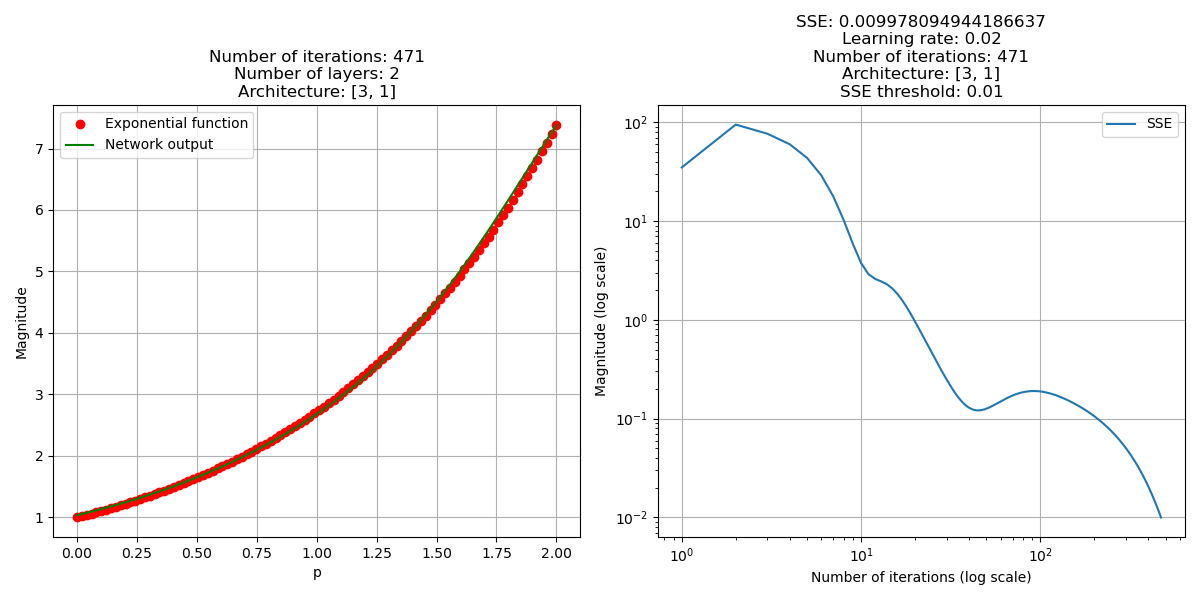 Number of iterations: 471
Number of layers: 2
Architecture: [3, 1]
Exponential function
Network output
7
6
5
4
3
2
1
Magnitude
0.00 0.25 0.50 0.75 1.00 1.25 1.50 1.75 2.00
p
SSE: 0.009978094944186637
Learning rate: 0.02
Number of iterations: 471
Architecture: [3, 1]
SSE threshold: 0.01
SSE
10²
10¹
10⁰
10⁻¹
10⁻²
Magnitude (log scale)
10⁰ 10¹ 10²
Number of iterations (log scale)